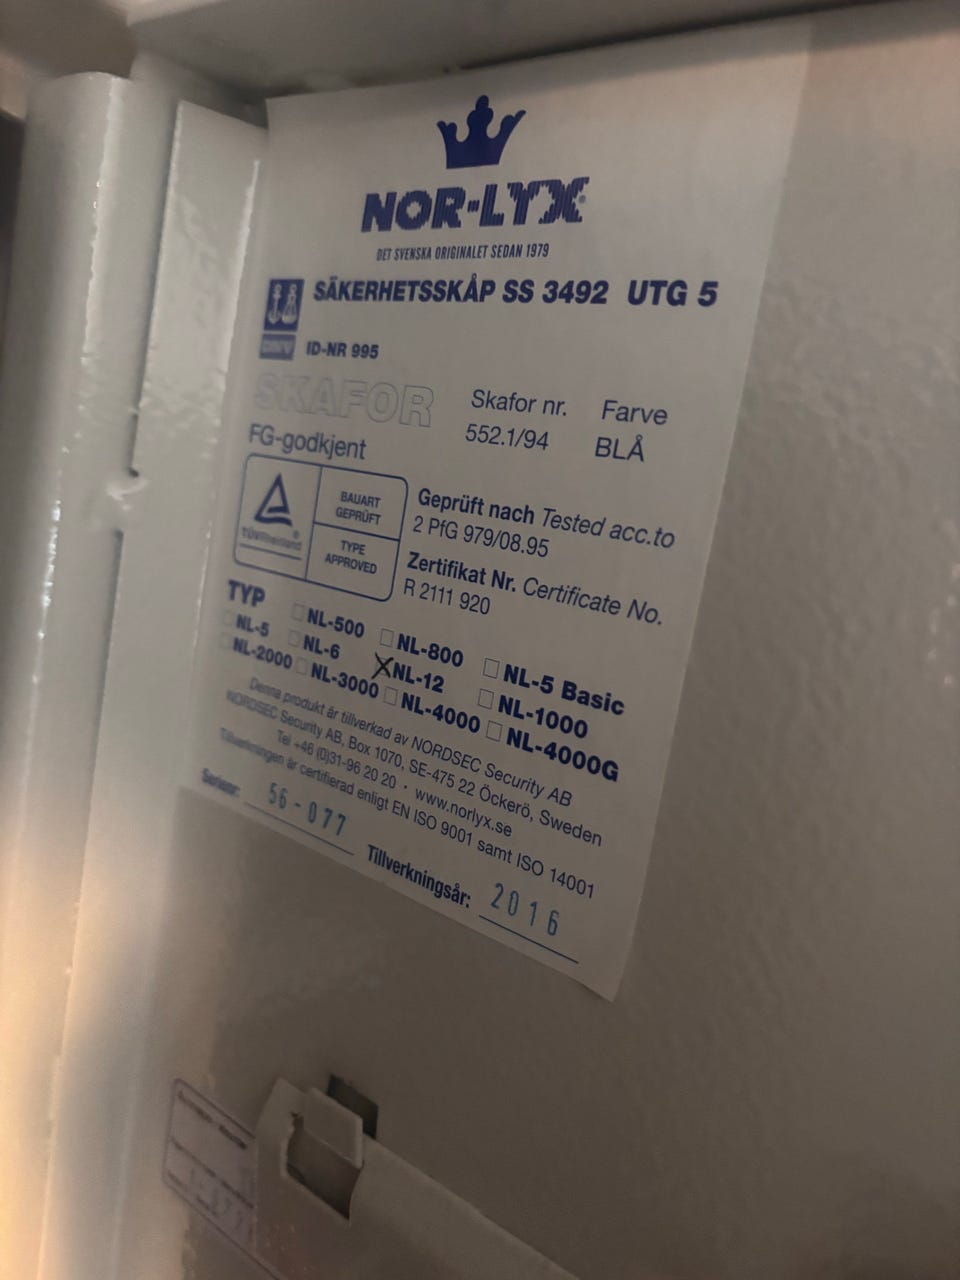 NOR-LYX
DET SVENSKA ORIGINALET SEDAN 1979
SÄKERHETSSKÅP SS 3492 UTG 5
ID-NR 995
SKAFOR
FG-godkjent
Skafor nr. Farve
552.1/94 BLÅ
TÜVRheinland®
BAUART
GEPRÜFT
TYPE
APPROVED
Geprüft nach Tested acc.to
2 PfG 979/08.95
Zertifikat Nr. Certificate No.
R 2111 920
TYP
NL-500 NL-800 NL-5 Basic
NL-5 NL-6 NL-12 NL-1000
NL-2000 NL-3000 NL-4000 NL-4000G
Denna produkt är tillverkad av NORDSEC Security AB
NORDSEC Security AB, Box 1070, SE-475 22 Öckerö, Sweden
Tel +46 (0)31-96 20 20 · www.norlyx.se
Tillverkningen är certifierad enligt EN ISO 9001 samt ISO 14001
Serienr: 56-077 Tillverkningsår: 2016